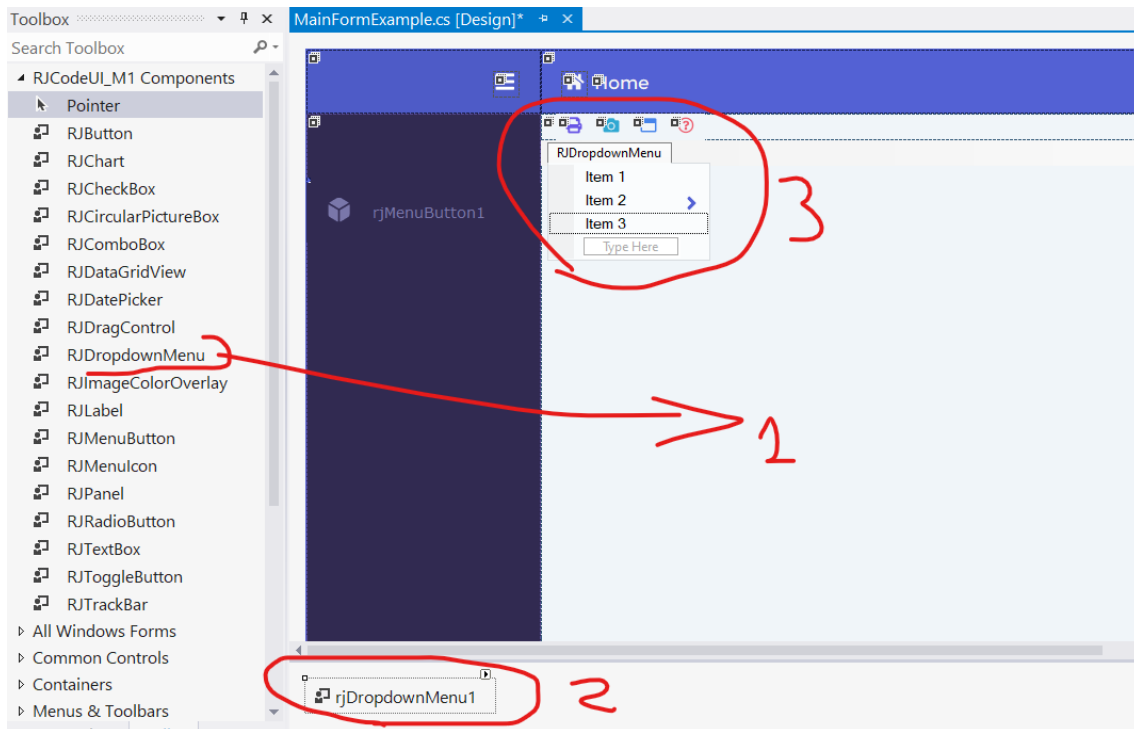 Toolbox
Search Toolbox
RJCodeUI_M1 Components
Pointer
RJButton
RJChart
RJCheckBox
RJCircularPictureBox
RJComboBox
RJDataGridView
RJDatePicker
RJDragControl
RJDropdownMenu
RJImageColorOverlay
RJLabel
RJMenuButton
RJMenuIcon
RJPanel
RJRadioButton
RJTextBox
RJToggleButton
RJTrackBar
All Windows Forms
Common Controls
Containers
Menus & Toolbars
MainFormExample.cs [Design]*
Home
RJDropdownMenu
Item 1
Item 2
Item 3
Type Here
3
rjMenuButton1
1
rjDropdownMenu1
2